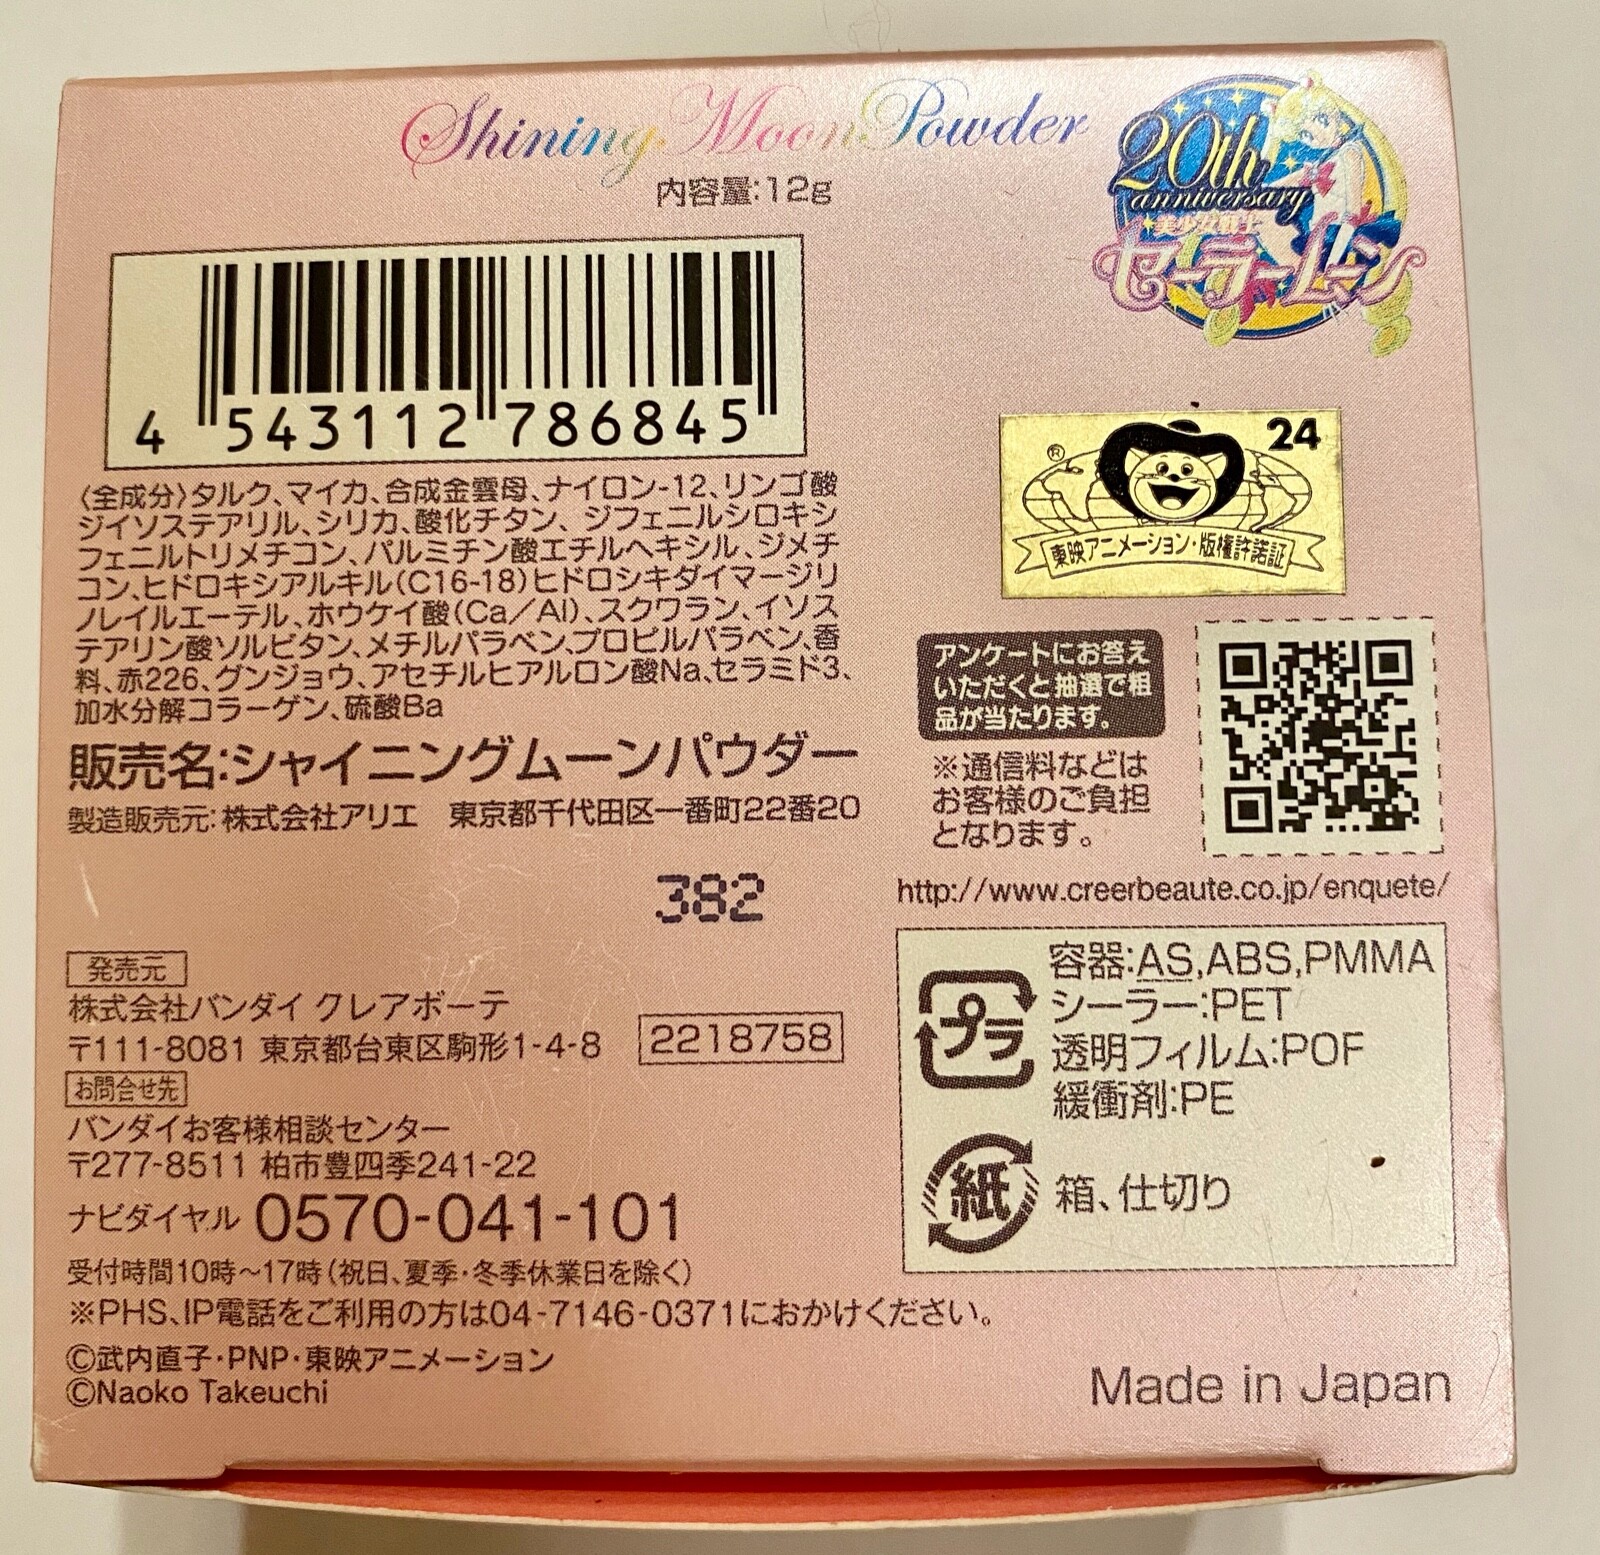 Shining Moon Powder
内容量:12g
20th
anniversary
美少女戦士
セーラームーン
4 543112 786845
24
®
東映アニメーション・版権許諾証
〈全成分〉タルク、マイカ、合成金雲母、ナイロン-12、リンゴ酸
ジイソステアリル、シリカ、酸化チタン、ジフェニルシロキシ
フェニルトリメチコン、パルミチン酸エチルヘキシル、ジメチ
コン、ヒドロキシアルキル(C16-18)ヒドロシキダイマージリ
ノレイルエーテル、ホウケイ酸(Ca/Al)、スクワラン、イソス
テアリン酸ソルビタン、メチルパラベン、プロピルパラベン、香
料、赤226、グンジョウ、アセチルヒアルロン酸Na、セラミド3、
加水分解コラーゲン、硫酸Ba
販売名:シャイニングムーンパウダー
製造販売元:株式会社アリエ 東京都千代田区一番町22番20
382
アンケートにお答え
いただくと抽選で粗
品が当たります。
※通信料などは
お客様のご負担
となります。
http://www.creerbeaute.co.jp/enquete/
発売元
株式会社バンダイ クレアボーテ
〒111-8081 東京都台東区駒形1-4-8
2218758
お問合せ先
バンダイお客様相談センター
〒277-8511 柏市豊四季241-22
ナビダイヤル 0570-041-101
受付時間10時～17時(祝日、夏季・冬季休業日を除く)
※PHS、IP電話をご利用の方は04-7146-0371におかけください。
©武内直子・PNP・東映アニメーション
©Naoko Takeuchi
プラ
容器:AS,ABS,PMMA
シーラー:PET
透明フィルム:POF
緩衝剤:PE
紙
箱、仕切り
Made in Japan